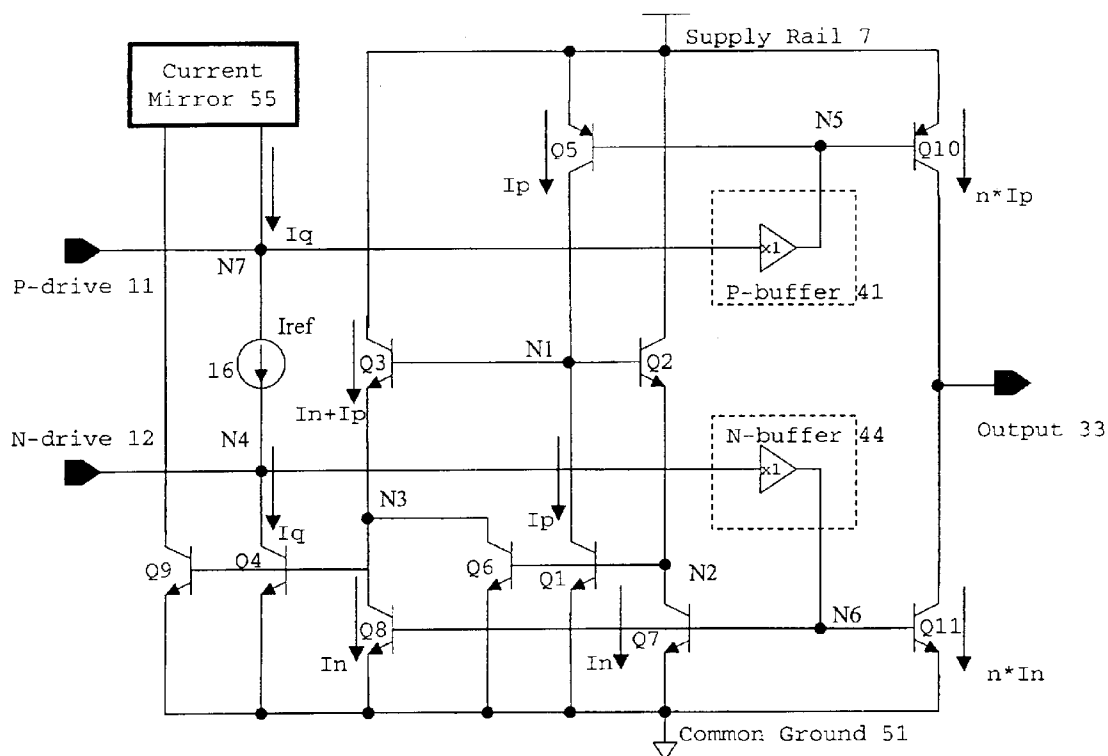 Supply Rail 7
Current
Mirror 55
N5
Q5
Q10
Ip
n*Ip
Iq
x1
N7
P-drive 11
P-buffer 41
Iref
N1
Q3
Q2
16
In+Ip
N-drive 12
N4
N-buffer 44
Output 33
x1
N3
Ip
Iq
Q9
Q4
Q6
Q1
N2
Q8
Q7
N6
Q11
In
In
n*In
Common Ground 51